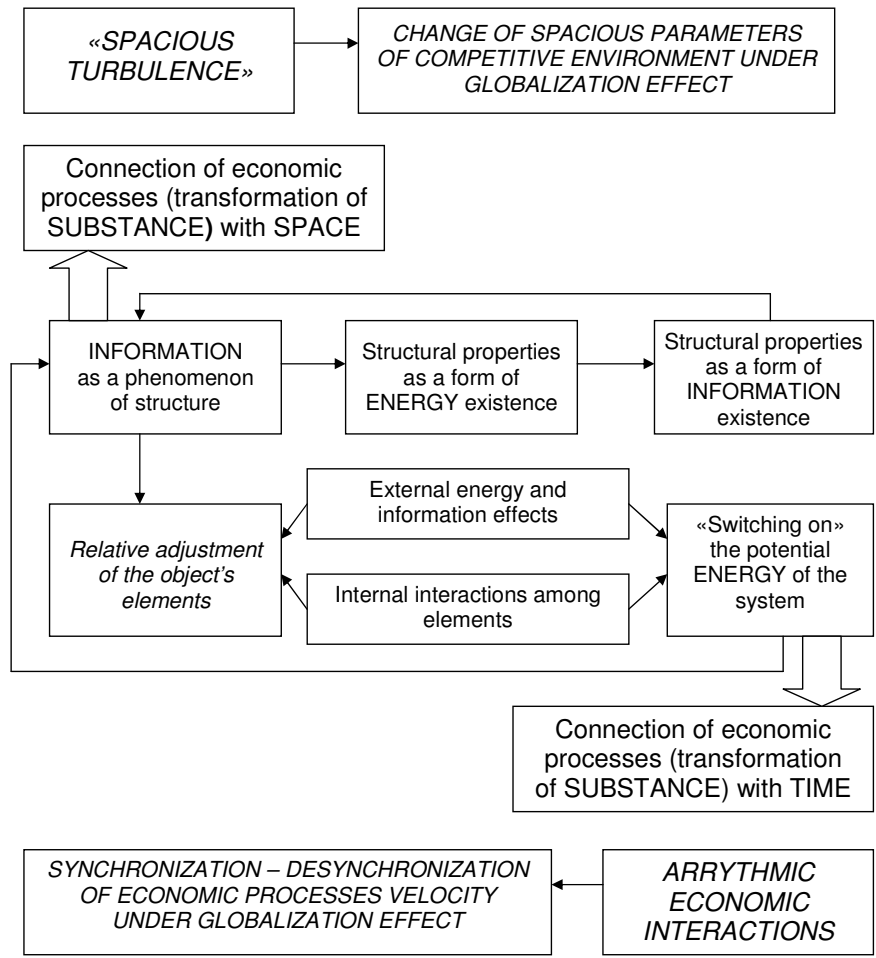 «SPACIOUS
TURBULENCE»
CHANGE OF SPACIOUS PARAMETERS
OF COMPETITIVE ENVIRONMENT UNDER
GLOBALIZATION EFFECT
Connection of economic
processes (transformation of
SUBSTANCE) with SPACE
INFORMATION
as a phenomenon
of structure
Structural properties
as a form of
ENERGY existence
Structural properties
as a form of
INFORMATION
existence
Relative adjustment
of the object's
elements
External energy and
information effects
Internal interactions among
elements
«Switching on»
the potential
ENERGY of the
system
Connection of economic
processes (transformation
of SUBSTANCE) with TIME
SYNCHRONIZATION – DESYNCHRONIZATION
OF ECONOMIC PROCESSES VELOCITY
UNDER GLOBALIZATION EFFECT
ARRYTHMIC
ECONOMIC
INTERACTIONS